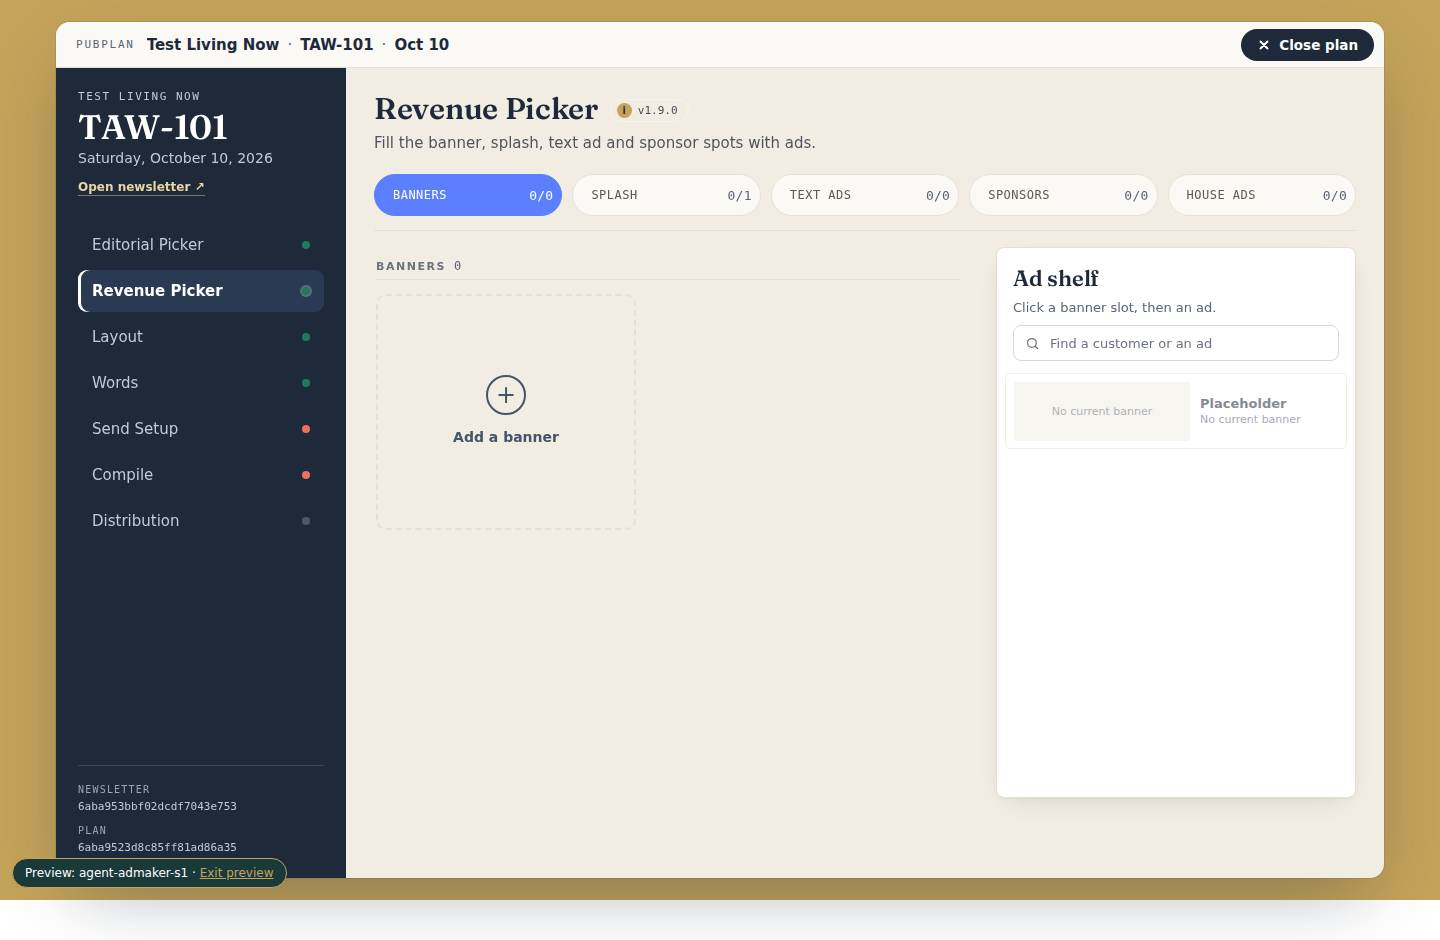 PUBPLAN Test Living Now · TAW-101 · Oct 10
Close plan
TEST LIVING NOW
TAW-101
Saturday, October 10, 2026
Open newsletter ↗
Editorial Picker
Revenue Picker
Layout
Words
Send Setup
Compile
Distribution
NEWSLETTER
6aba953bbf02dcdf7043e753
PLAN
6aba9523d8c85ff81ad86a35
Preview: agent-admaker-s1 · Exit preview
Revenue Picker i v1.9.0
Fill the banner, splash, text ad and sponsor spots with ads.
BANNERS 0/0
SPLASH 0/1
TEXT ADS 0/0
SPONSORS 0/0
HOUSE ADS 0/0
BANNERS 0
Add a banner
Ad shelf
Click a banner slot, then an ad.
Find a customer or an ad
No current banner
Placeholder
No current banner